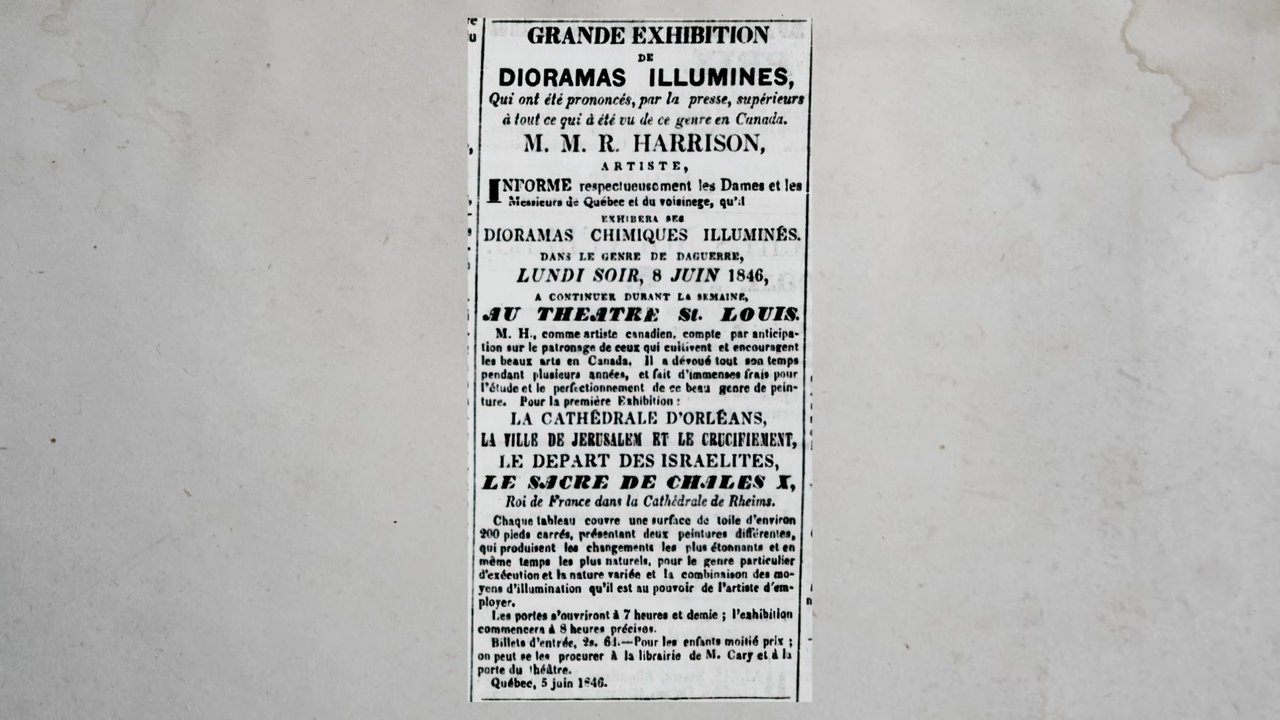 GRANDE EXHIBITION
DE
DIORAMAS ILLUMINES,
Qui ont été prononcés, par la presse, supérieurs
à tout ce qui à été vu de ce genre en Canada.
M. M. R. HARRISON,
ARTISTE,
INFORME respectueusement les Dames et les
Messieurs de Québec et du voisinege, qu'il
EXHIBERA SES
DIORAMAS CHIMIQUES ILLUMINÉS.
DANS LE GENRE DE DAGUERRE,
LUNDI SOIR, 8 JUIN 1846,
A CONTINUER DURANT LA SEMAINE,
AU THEATRE St. LOUIS.
M. H., comme artiste canadien, compte par anticipa-
tion sur le patronage de ceux qui cultivent et encouragent
les beaux arts en Canada. Il a dévoué tout son temps
pendant plusieurs années, et fait d'immenses frais pour
l'étude et le perfectionnement de ce beau genre de pein-
ture. Pour la première Exhibition :
LA CATHÉDRALE D'ORLÉANS,
LA VILLE DE JERUSALEM ET LE CRUCIFIEMENT,
LE DEPART DES ISRAELITES,
LE SACRE DE CHALES X,
Roi de France dans la Cathédrale de Rheims.
Chaque tableau couvre une surface de toile d'environ
200 pieds carrés, présentant deux peintures différentes,
qui produisent les changements les plus étonnants et en
même temps les plus naturels, pour le genre particulier
d'exécution et la nature variée et la combinaison des mo-
yens d'illumination qu'il est au pouvoir de l'artiste d'em-
ployer.
Les portes s'ouvriront à 7 heures et demie ; l'exhibition
commencera à 8 heures précises.
Billets d'entrée, 2s. 6d.—Pour les enfants moitié prix ;
on peut se les procurer à la librairie de M. Cary et à la
porte du théâtre.
Québec, 5 juin 1846.